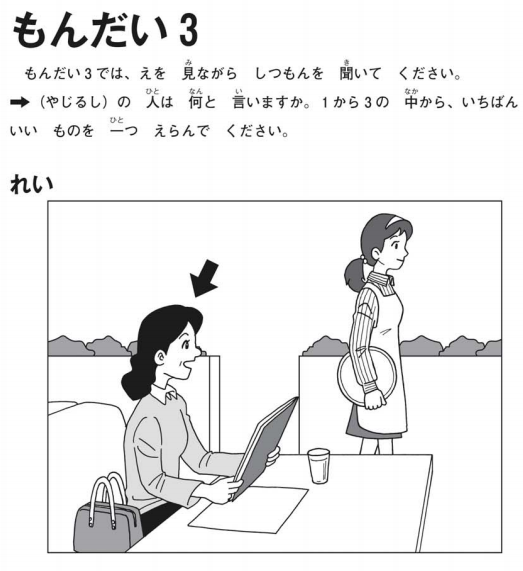 もんだい3
もんだい3では、えを 見ながら しつもんを 聞いて ください。
➡（やじるし）の 人は 何と 言いますか。1から3の 中から、いちばん
いい ものを 一つ えらんで ください。
れい